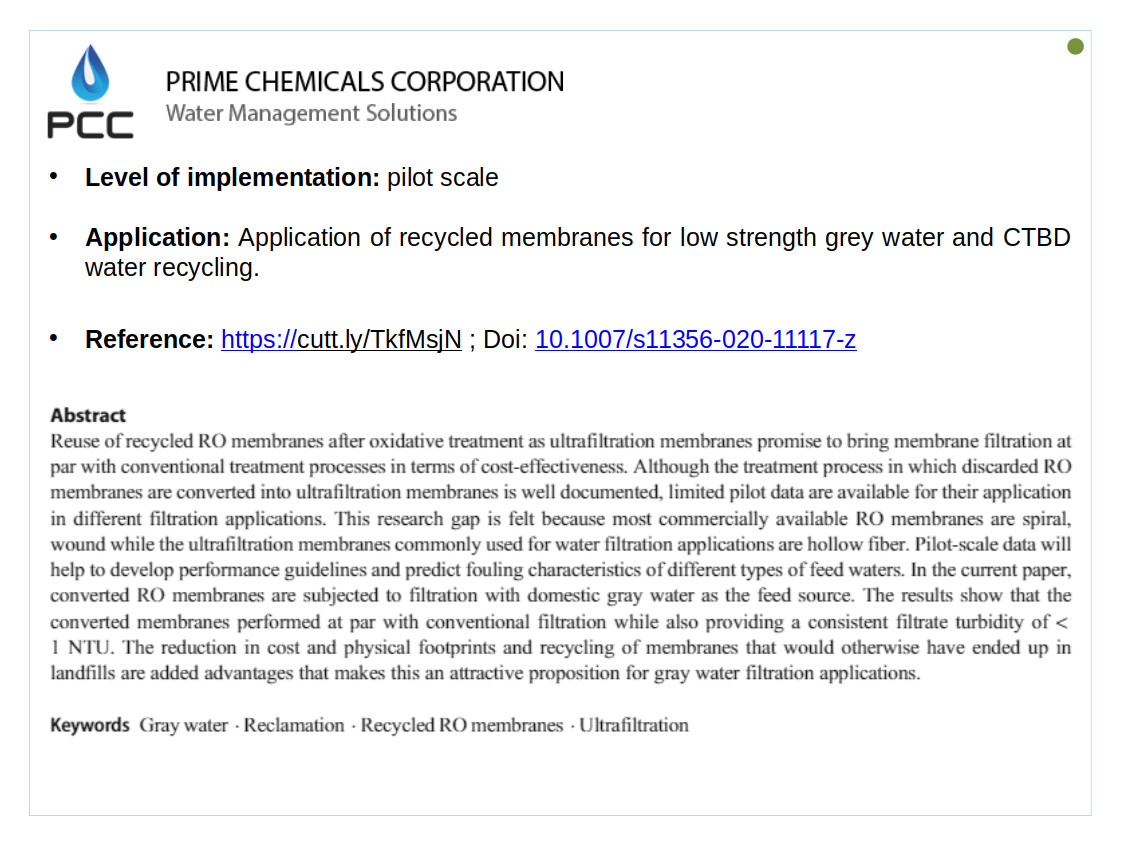 PCC
PRIME CHEMICALS CORPORATION
Water Management Solutions
• Level of implementation: pilot scale
• Application: Application of recycled membranes for low strength grey water and CTBD
water recycling.
• Reference: https://cutt.ly/TkfMsjN ; Doi: 10.1007/s11356-020-11117-z
Abstract
Reuse of recycled RO membranes after oxidative treatment as ultrafiltration membranes promise to bring membrane filtration at
par with conventional treatment processes in terms of cost-effectiveness. Although the treatment process in which discarded RO
membranes are converted into ultrafiltration membranes is well documented, limited pilot data are available for their application
in different filtration applications. This research gap is felt because most commercially available RO membranes are spiral,
wound while the ultrafiltration membranes commonly used for water filtration applications are hollow fiber. Pilot-scale data will
help to develop performance guidelines and predict fouling characteristics of different types of feed waters. In the current paper,
converted RO membranes are subjected to filtration with domestic gray water as the feed source. The results show that the
converted membranes performed at par with conventional filtration while also providing a consistent filtrate turbidity of <
1 NTU. The reduction in cost and physical footprints and recycling of membranes that would otherwise have ended up in
landfills are added advantages that makes this an attractive proposition for gray water filtration applications.
Keywords Gray water · Reclamation · Recycled RO membranes · Ultrafiltration